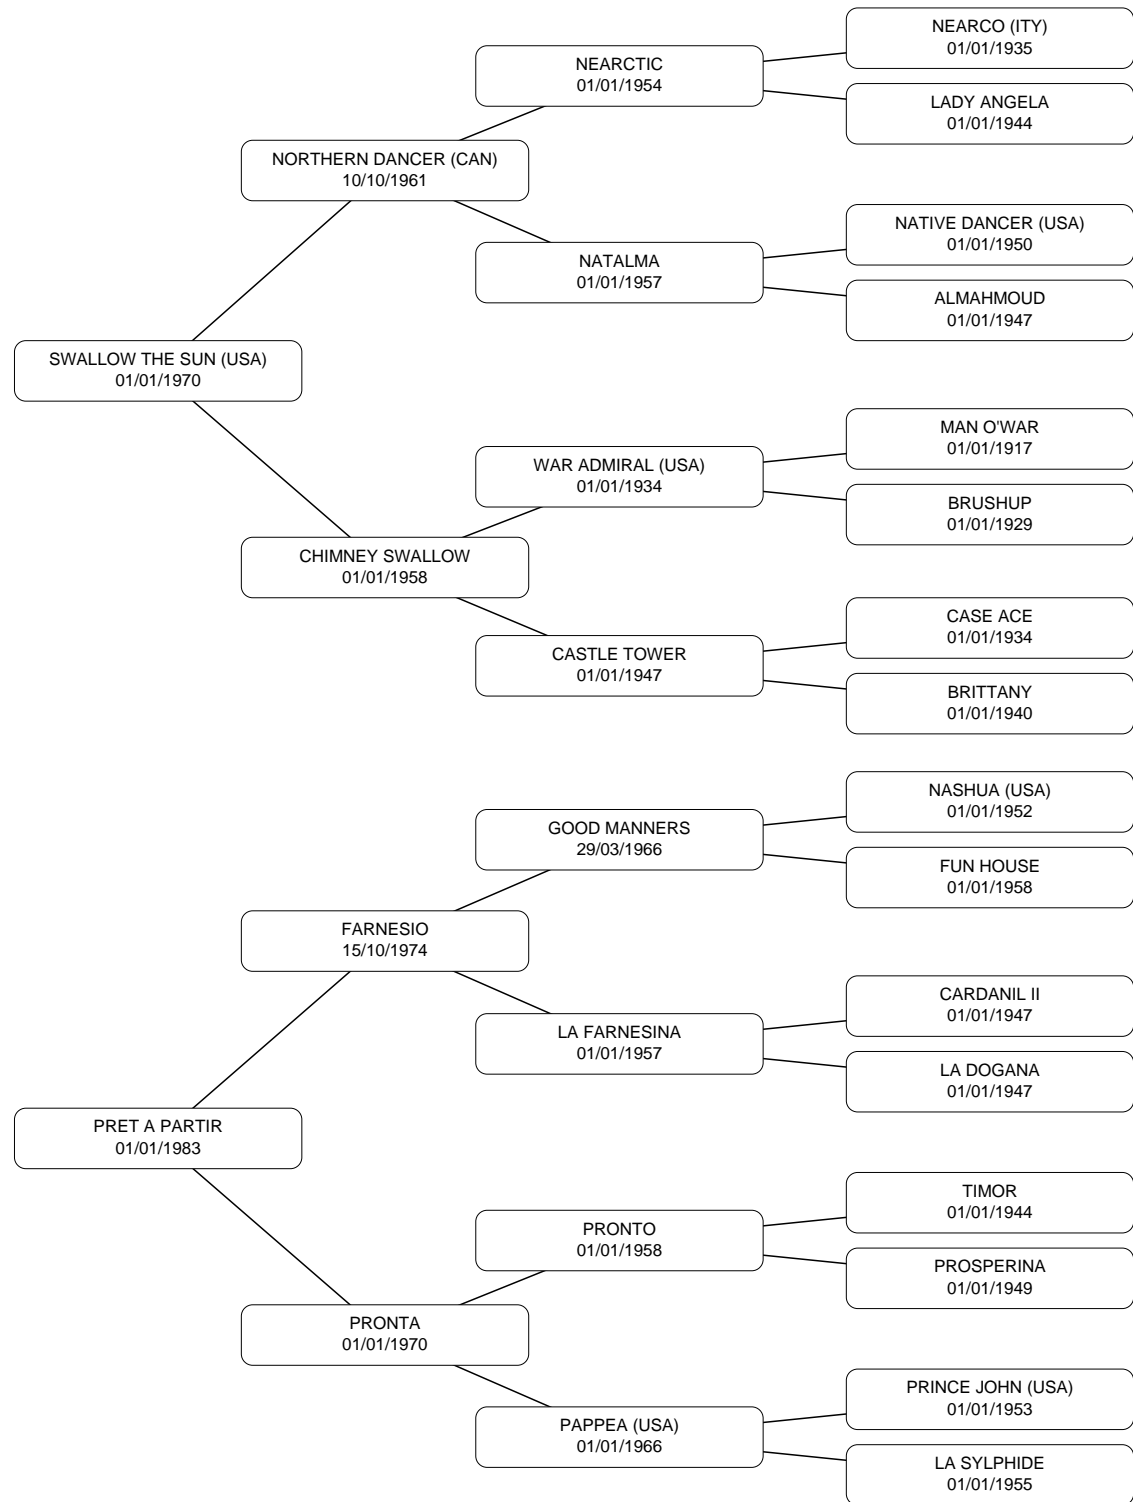 NEARCO (ITY)
01/01/1935
NEARCTIC
01/01/1954
LADY ANGELA
01/01/1944
NORTHERN DANCER (CAN)
10/10/1961
NATIVE DANCER (USA)
01/01/1950
NATALMA
01/01/1957
ALMAHMOUD
01/01/1947
SWALLOW THE SUN (USA)
01/01/1970
MAN O'WAR
01/01/1917
WAR ADMIRAL (USA)
01/01/1934
BRUSHUP
01/01/1929
CHIMNEY SWALLOW
01/01/1958
CASE ACE
01/01/1934
CASTLE TOWER
01/01/1947
BRITTANY
01/01/1940
NASHUA (USA)
01/01/1952
GOOD MANNERS
29/03/1966
FUN HOUSE
01/01/1958
FARNESIO
15/10/1974
CARDANIL II
01/01/1947
LA FARNESINA
01/01/1957
LA DOGANA
01/01/1947
PRET A PARTIR
01/01/1983
TIMOR
01/01/1944
PRONTO
01/01/1958
PROSPERINA
01/01/1949
PRONTA
01/01/1970
PRINCE JOHN (USA)
01/01/1953
PAPPEA (USA)
01/01/1966
LA SYLPHIDE
01/01/1955